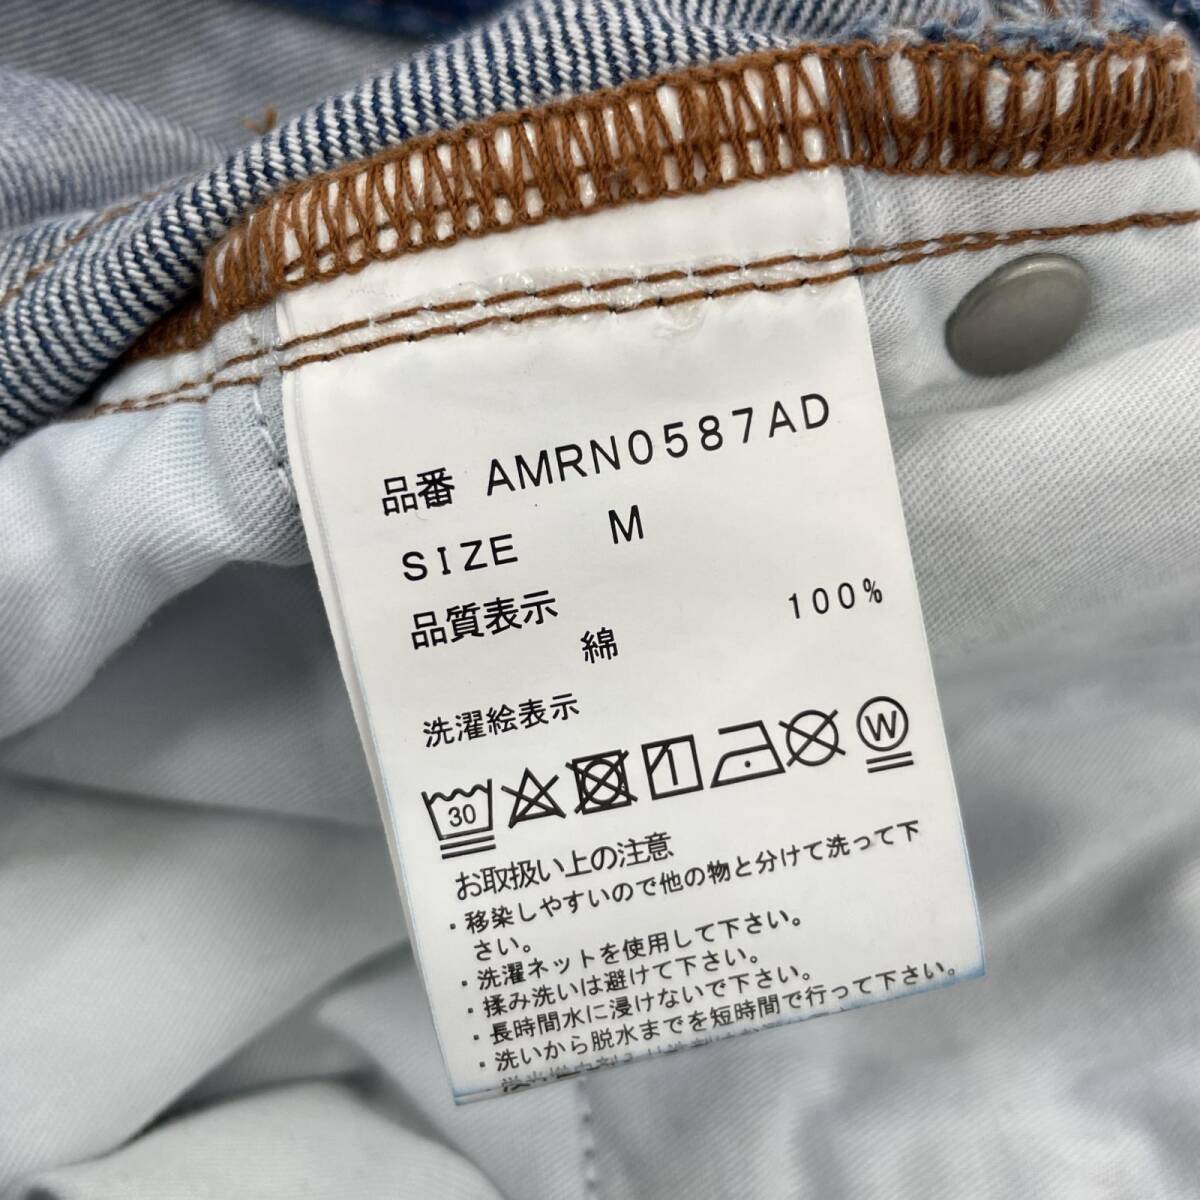 品番 AMRN0587AD
SIZE M
品質表示
綿 100%
洗濯絵表示
30 W
お取扱い上の注意
・移染しやすいので他の物と分けて洗って下
さい。
・洗濯ネットを使用して下さい。
・揉み洗いは避けて下さい。
・長時間水に浸けないで下さい。
・洗いから脱水までを短時間で行って下さい。